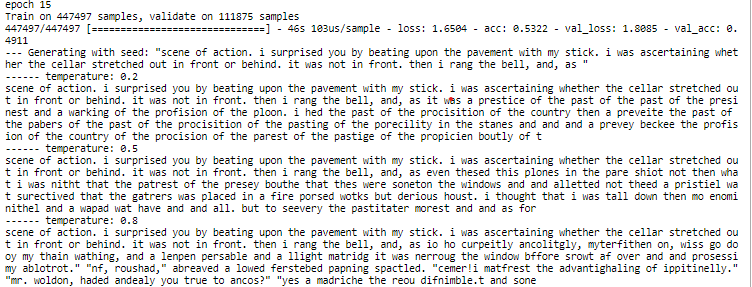 epoch 15
Train on 447497 samples, validate on 111875 samples
447497/447497 [==============================] - 46s 103us/sample - loss: 1.6504 - acc: 0.5322 - val_loss: 1.8085 - val_acc: 0.
4911
--- Generating with seed: "scene of action. i surprised you by beating upon the pavement with my stick. i was ascertaining whet
her the cellar stretched out in front or behind. it was not in front. then i rang the bell, and, as "
------ temperature: 0.2
scene of action. i surprised you by beating upon the pavement with my stick. i was ascertaining whether the cellar stretched ou
t in front or behind. it was not in front. then i rang the bell, and, as it was a prestice of the past of the past of the presi
nest and a warking of the profision of the ploon. i hed the past of the procisition of the country then a preveite the past of
the pabers of the past of the procisition of the pasting of the porecility in the stanes and and and a prevey beckee the profis
ion of the country of the procision of the parest of the pastige of the propicien boutly of t
------ temperature: 0.5
scene of action. i surprised you by beating upon the pavement with my stick. i was ascertaining whether the cellar stretched ou
t in front or behind. it was not in front. then i rang the bell, and, as even thesed this plones in the pare shiot not then wha
t i was nitht that the patrest of the presey bouthe that thes were soneton the windows and and alletted not theed a pristiel wa
t surectived that the gatrers was placed in a fire porsed wotks but derious houst. i thought that i was tall down then mo enomi
nithel and a wapad wat have and and all. but to seevery the pastitater morest and and as for
------ temperature: 0.8
scene of action. i surprised you by beating upon the pavement with my stick. i was ascertaining whether the cellar stretched ou
t in front or behind. it was not in front. then i rang the bell, and, as io ho curpeitly ancolitgly, myterfithen on, wiss go do
oy my thain wathing, and a lenpen persable and a llight matridg it was nerroug the window bffore srowt af over and and prosessi
my ablotrot." "nf, roushad," abreaved a lowed ferstebed papning spactled. "cemer!i matfrest the advantighaling of ippitinelly."
"mr. woldon, haded andealy you true to ancos?" "yes a madriche the reou difnimble.t and sone